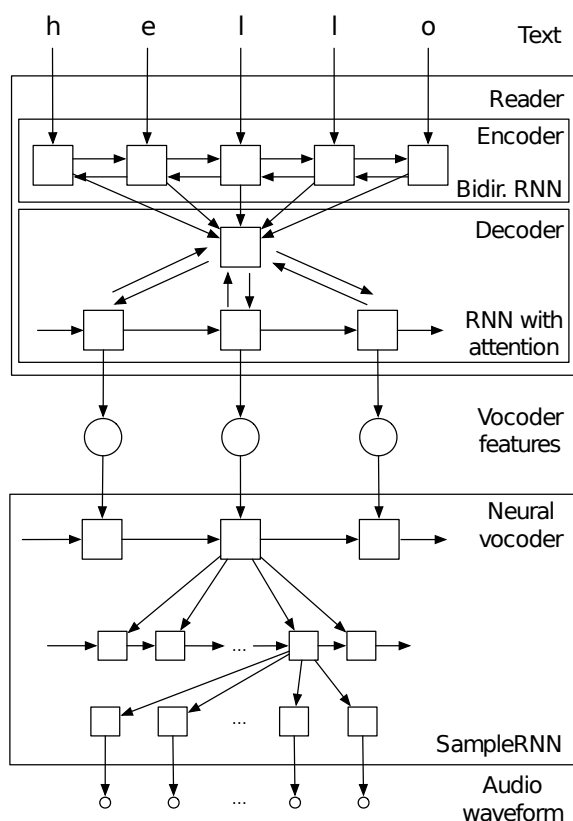 h e l l o
Text
Reader
Encoder
Bidir. RNN
Decoder
RNN with
attention
Vocoder
features
Neural
vocoder
...
...
SampleRNN
...
Audio
waveform